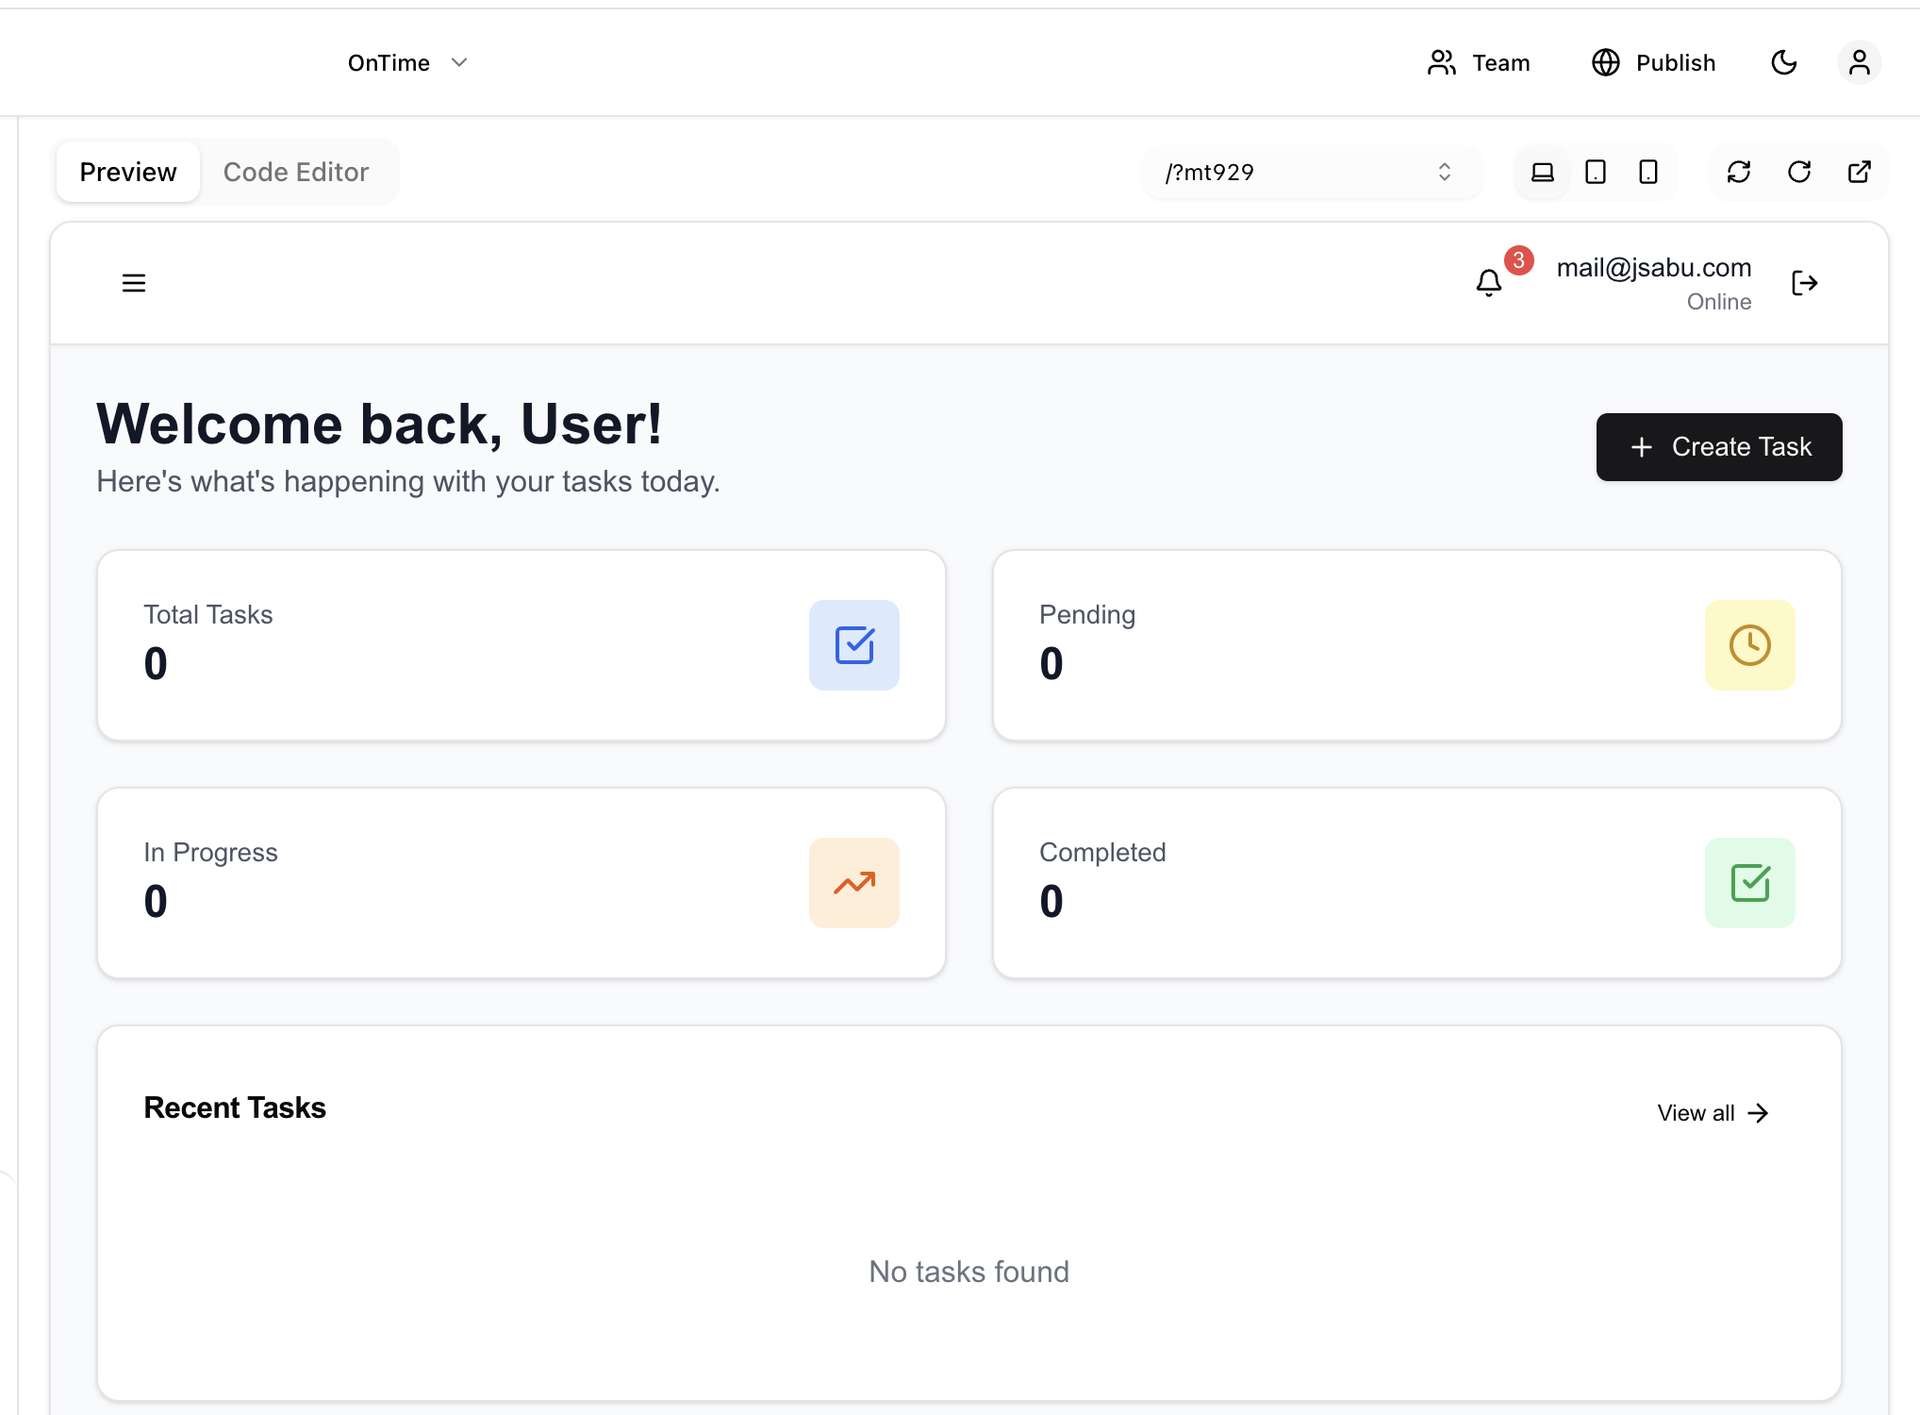 OnTime
Team
Publish
Preview
Code Editor
/?mt929
3
mail@jsabu.com
Online
Welcome back, User!
Here's what's happening with your tasks today.
+ Create Task
Total Tasks
0
Pending
0
In Progress
0
Completed
0
Recent Tasks
View all →
No tasks found